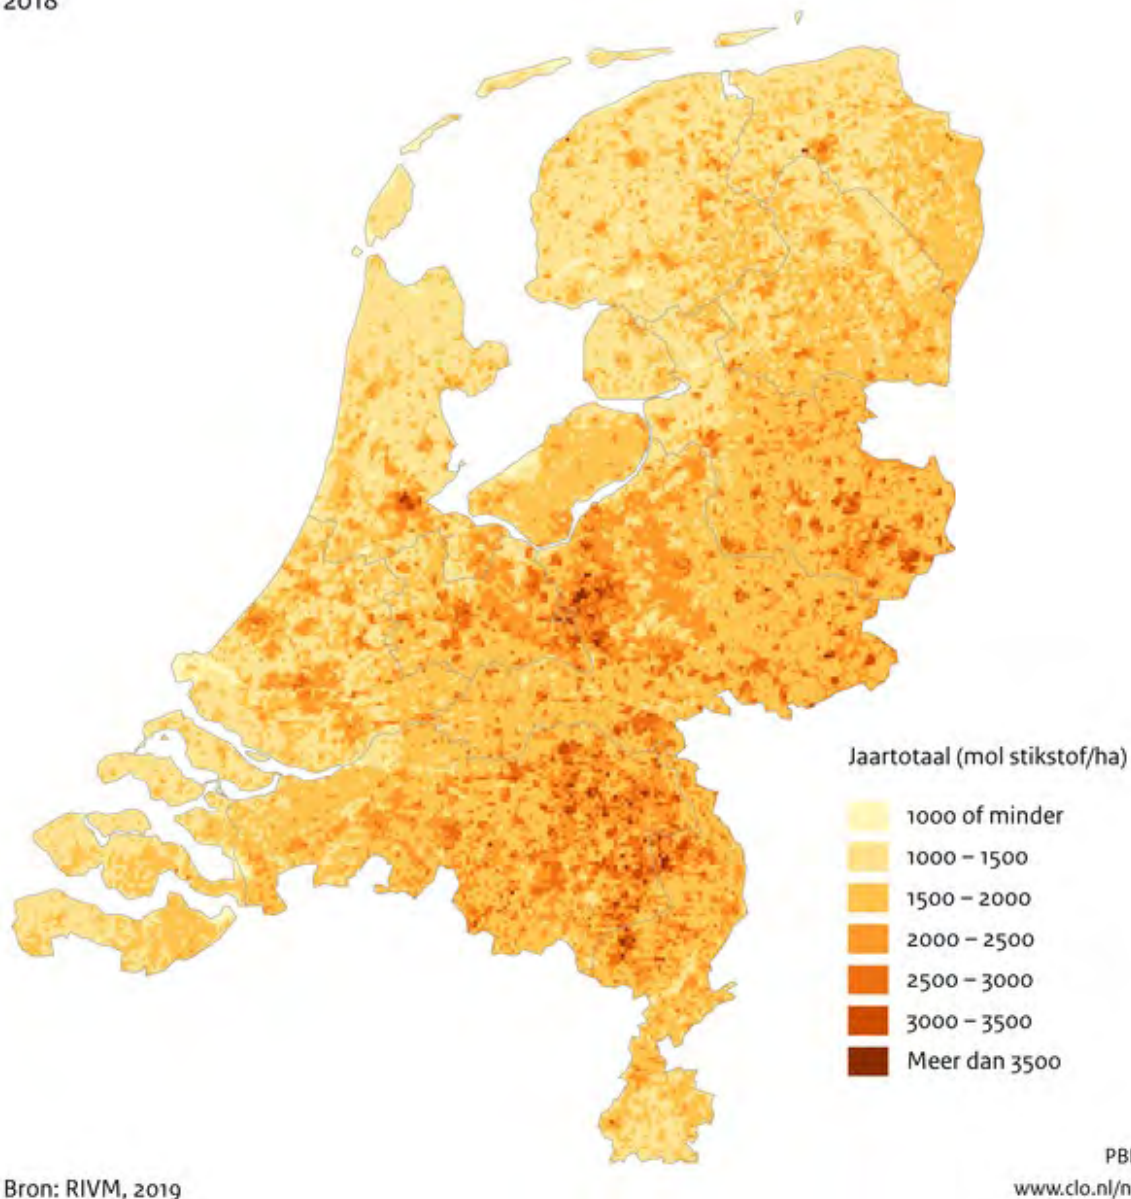 2018
Jaartotaal (mol stikstof/ha)
1000 of minder
1000 – 1500
1500 – 2000
2000 – 2500
2500 – 3000
3000 – 3500
Meer dan 3500
Bron: RIVM, 2019
www.clo.nl/n